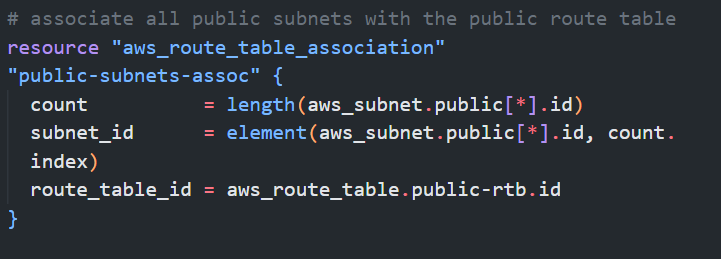 # associate all public subnets with the public route table
resource "aws_route_table_association"
"public-subnets-assoc" {
  count          = length(aws_subnet.public[*].id)
  subnet_id      = element(aws_subnet.public[*].id, count.
  index)
  route_table_id = aws_route_table.public-rtb.id
}